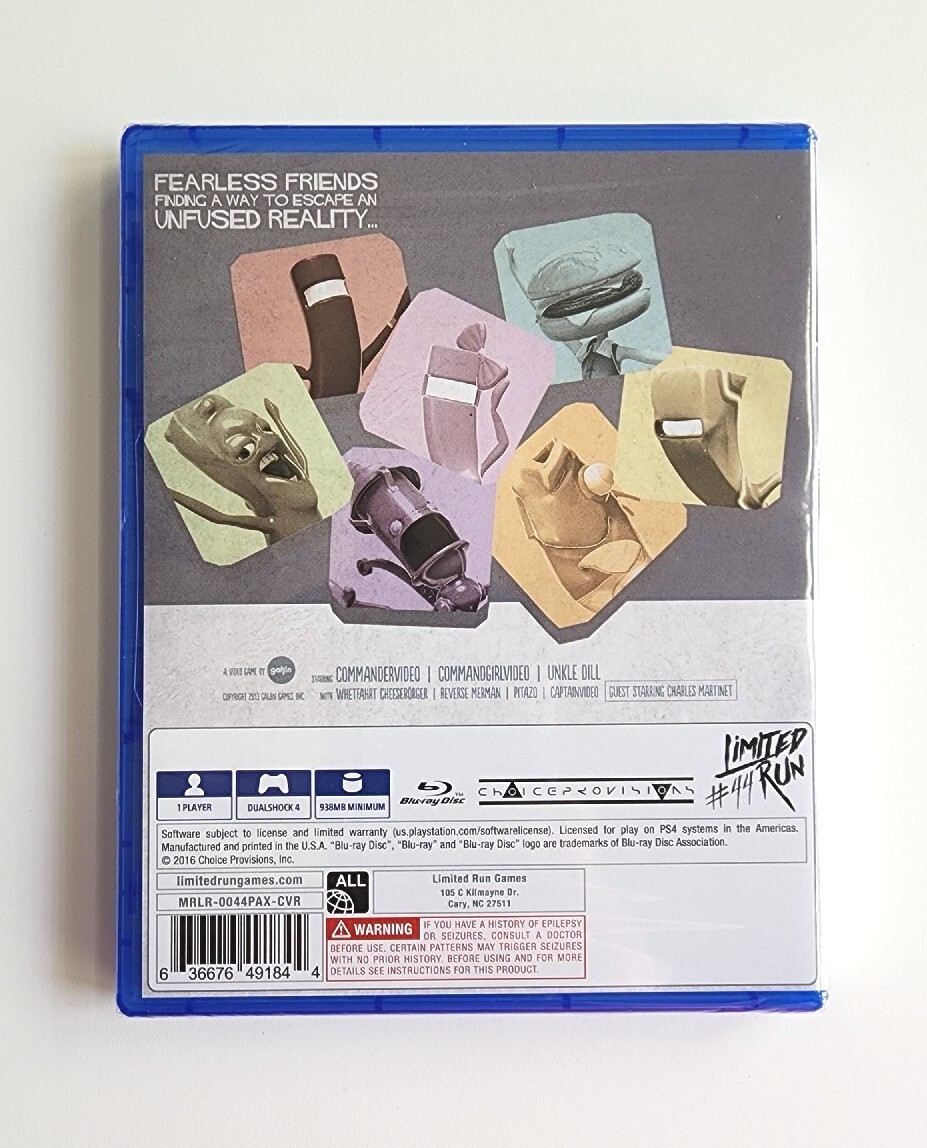 FEARLESS FRIENDS
FINDING A WAY TO ESCAPE AN
UNFUSED REALITY...
A VIDEO GAME BY gaijin
COPYRIGHT 2013 GAIJIN GAMES, INC.
STARRING COMMANDERVIDEO | COMMANDGIRLVIDEO | UNKLE DILL
WITH WHETFAHRT CHEESEBÖRGER | REVERSE MERMAN | PITAZO | CAPTAINVIDEO | GUEST STARRING CHARLES MARTINET
1 PLAYER
DUALSHOCK 4
938MB MINIMUM
Blu-ray Disc™
CHOICEPROVISIONS
LIMITED
RUN
#44
Software subject to license and limited warranty (us.playstation.com/softwarelicense). Licensed for play on PS4 systems in the Americas.
Manufactured and printed in the U.S.A. "Blu-ray Disc", "Blu-ray" and "Blu-ray Disc" logo are trademarks of Blu-ray Disc Association.
© 2016 Choice Provisions, Inc.
limitedrungames.com
MRLR-0044PAX-CVR
ALL
Limited Run Games
105 C Kilmayne Dr.
Cary, NC 27511
WARNING IF YOU HAVE A HISTORY OF EPILEPSY
OR SEIZURES, CONSULT A DOCTOR
BEFORE USE. CERTAIN PATTERNS MAY TRIGGER SEIZURES
WITH NO PRIOR HISTORY. BEFORE USING AND FOR MORE
DETAILS SEE INSTRUCTIONS FOR THIS PRODUCT.
6 36676 49184 4